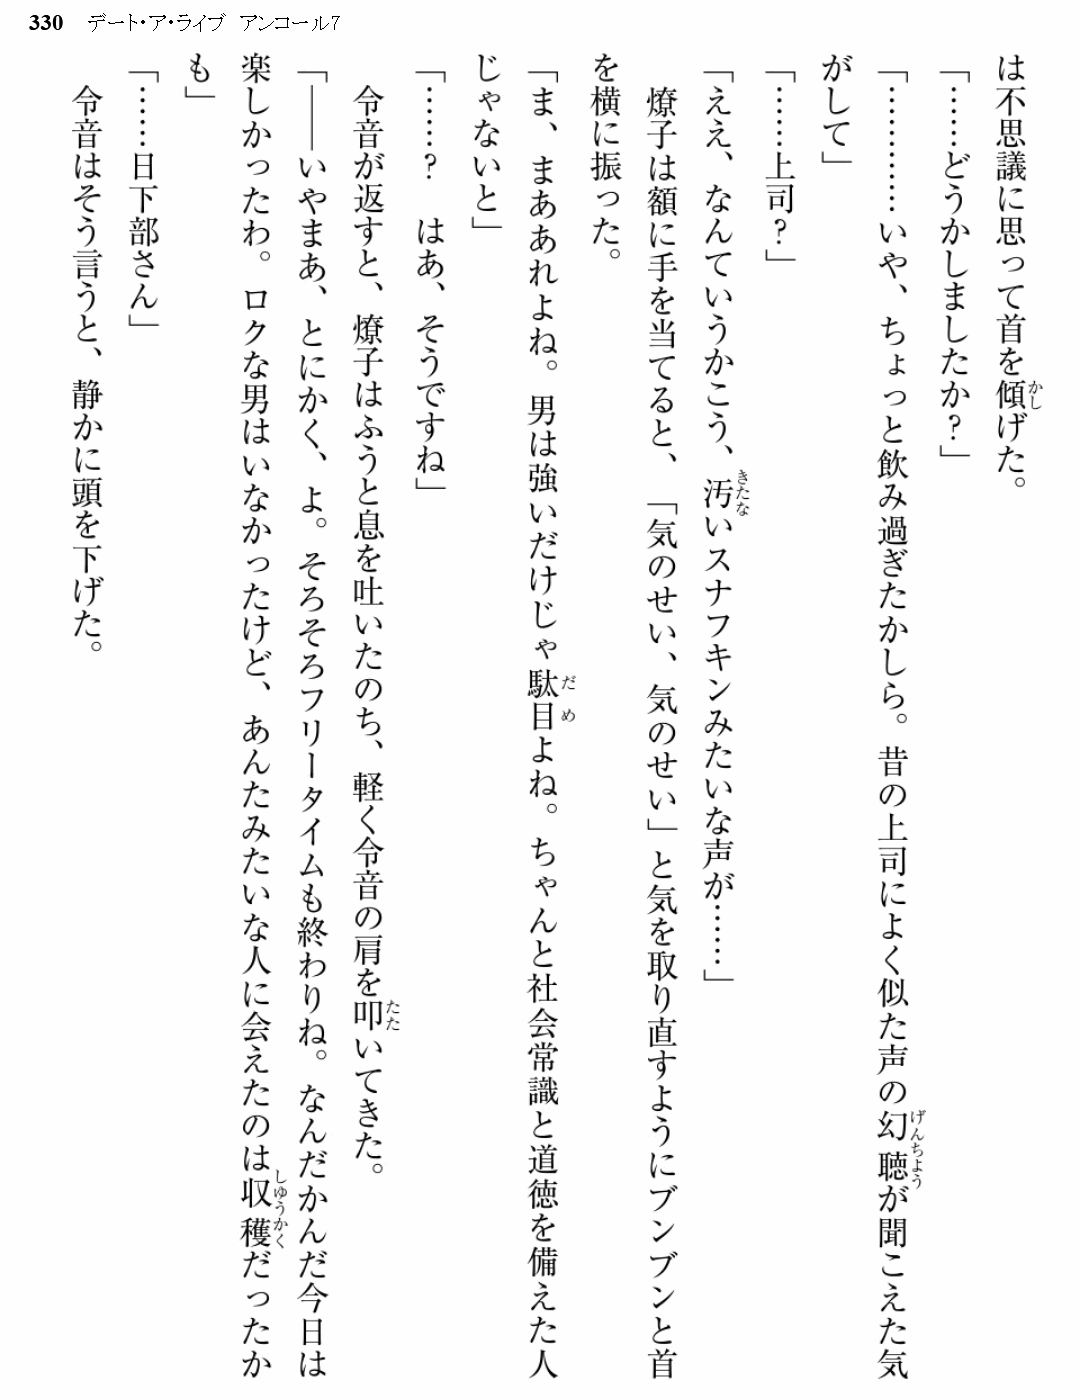 330 デート・ア・ライブ アンコール7
は不思議に思って首を傾げた。
「……どうかしましたか？」
「…………いや、ちょっと飲み過ぎたかしら。昔の上司によく似た声の幻聴が聞こえた気
がして」
「……上司？」
「ええ、なんていうかこう、汚いスナフキンみたいな声が……」
燎子は額に手を当てると、「気のせい、気のせい」と気を取り直すようにブンブンと首
を横に振った。
「ま、まああれよね。男は強いだけじゃ駄目よね。ちゃんと社会常識と道徳を備えた人
じゃないと」
「……？　はあ、そうですね」
令音が返すと、燎子はふうと息を吐いたのち、軽く令音の肩を叩いてきた。
「――いやまあ、とにかく、よ。そろそろフリータイムも終わりね。なんだかんだ今日は
楽しかったわ。ロクな男はいなかったけど、あんたみたいな人に会えたのは収穫だったか
も」
「……日下部さん」
令音はそう言うと、静かに頭を下げた。